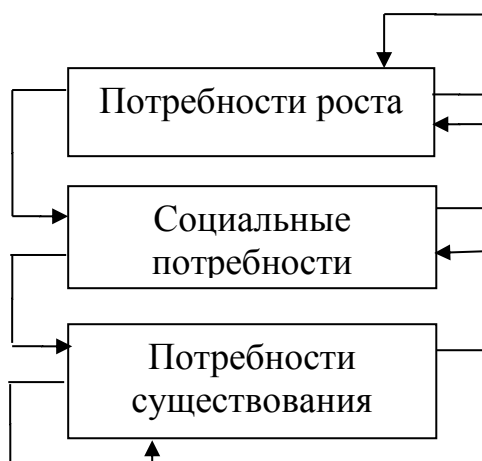 Потребности роста
Социальные
потребности
Потребности
существования